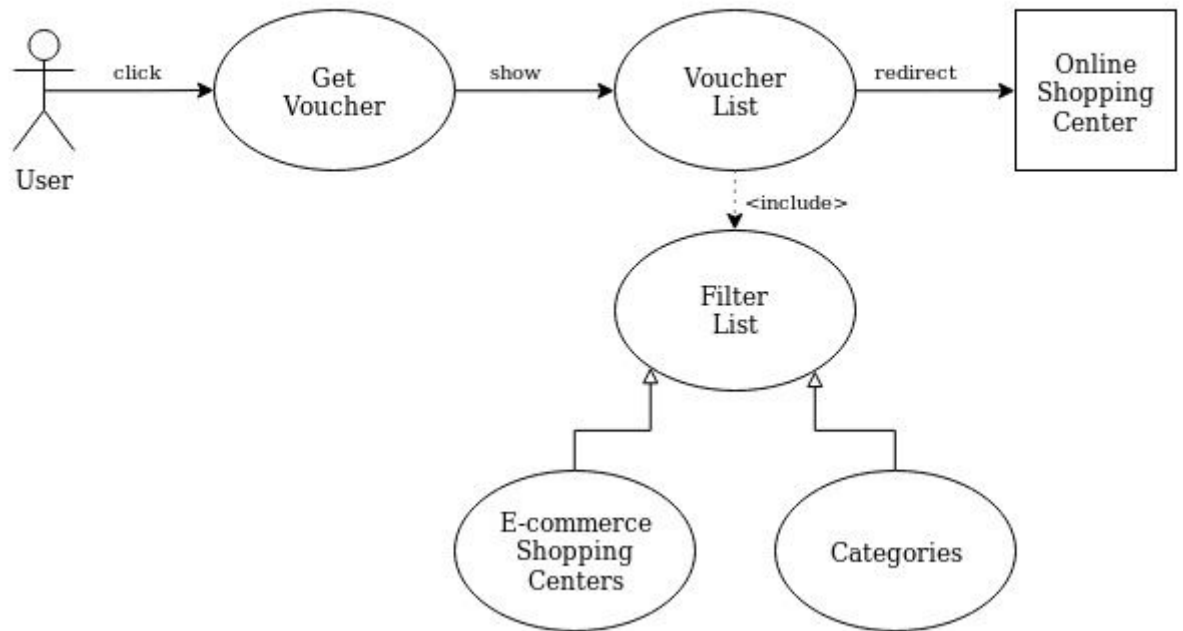 click
Get
Voucher
show
Voucher
List
redirect
Online
Shopping
Center
User
<include>
Filter
List
E-commerce
Shopping
Centers
Categories